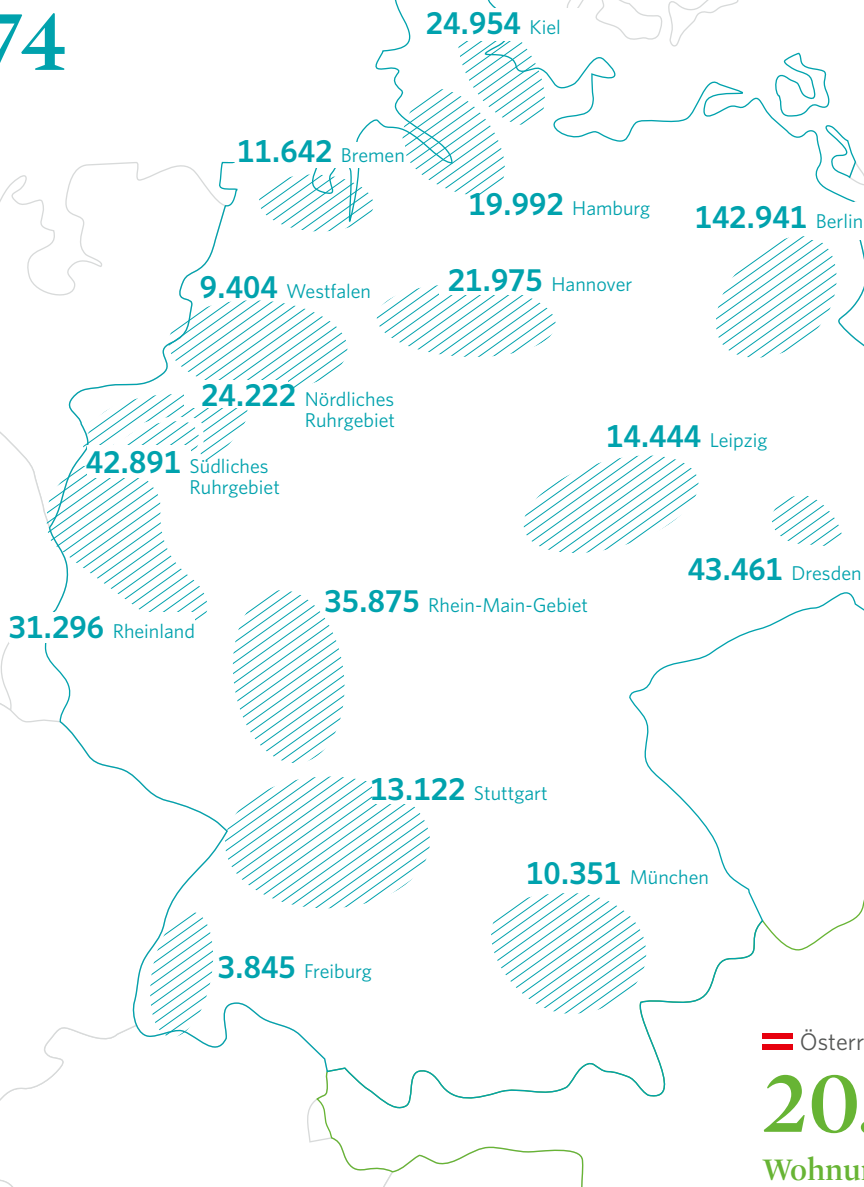 74
24.954 Kiel
11.642 Bremen
19.992 Hamburg
142.941 Berlin
9.404 Westfalen
21.975 Hannover
24.222 Nördliches
Ruhrgebiet
14.444 Leipzig
42.891 Südliches
Ruhrgebiet
43.461 Dresden
35.875 Rhein-Main-Gebiet
31.296 Rheinland
13.122 Stuttgart
10.351 München
3.845 Freiburg
Österr
20.
Wohnu